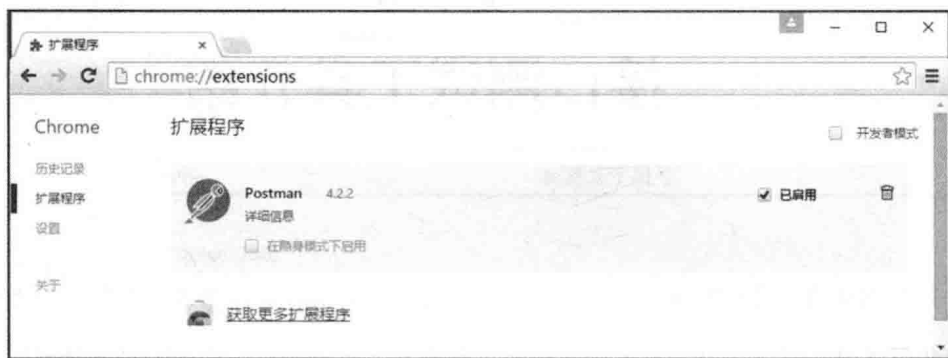 扩展程序
chrome://extensions
Chrome
扩展程序
开发者模式
历史记录
扩展程序
设置
关于
Postman 4.2.2
已启用
详细信息
在隐身模式下启用
获取更多扩展程序